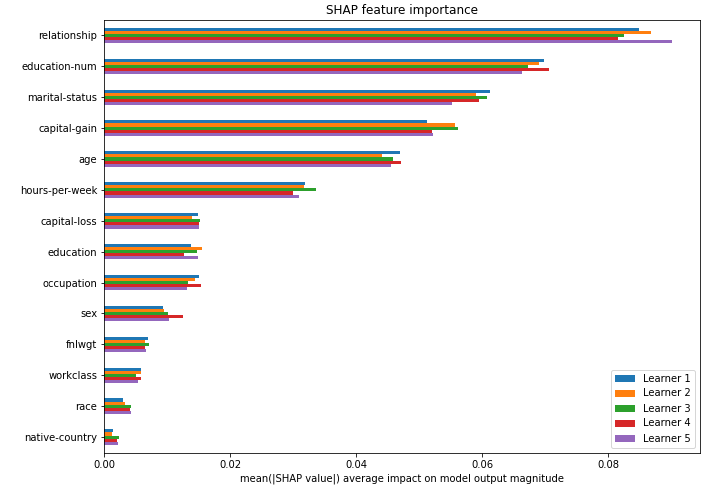 SHAP feature importance
relationship
education-num
marital-status
capital-gain
age
hours-per-week
capital-loss
education
occupation
sex
fnlwgt
workclass
race
native-country
Learner 1
Learner 2
Learner 3
Learner 4
Learner 5
0.00 0.02 0.04 0.06 0.08
mean(|SHAP value|) average impact on model output magnitude